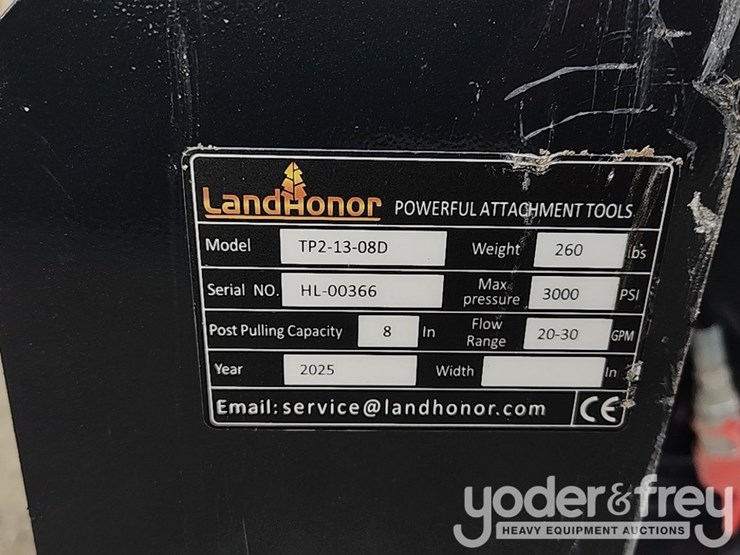 LandHonor POWERFUL ATTACHMENT TOOLS
Model TP2-13-08D Weight 260 lbs
Serial NO. HL-00366 Max pressure 3000 PSI
Post Pulling Capacity 8 In Flow Range 20-30 GPM
Year 2025 Width In
Email: service@landhonor.com CE
yoder&frey
HEAVY EQUIPMENT AUCTIONS